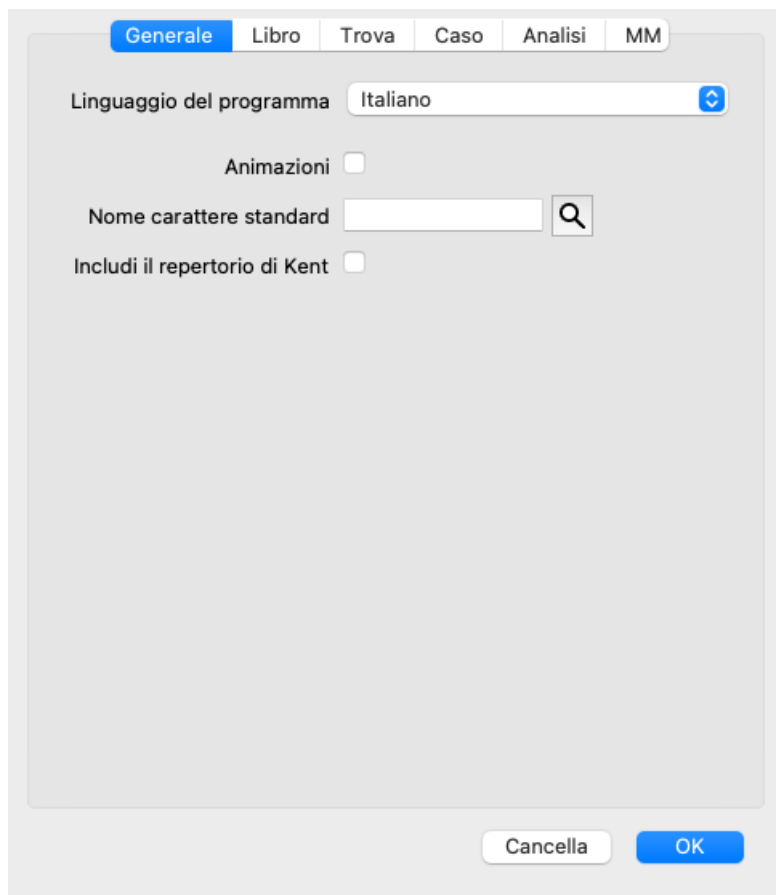 Generale Libro Trova Caso Analisi MM
Linguaggio del programma Italiano
Animazioni
Nome carattere standard
Includi il repertorio di Kent
Cancella OK